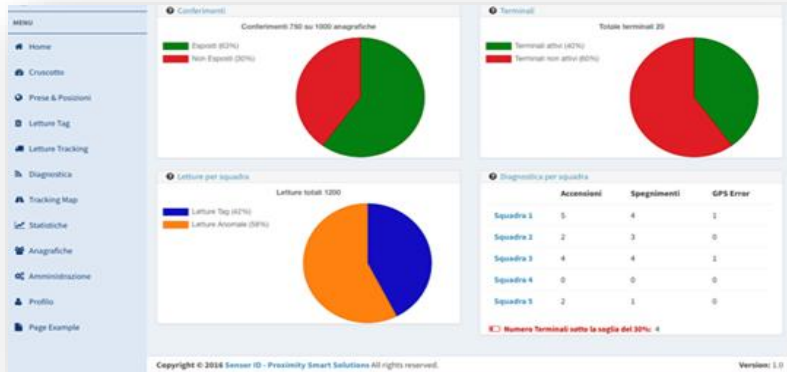 MENU
Home
Cruscotto
Prese & Posizioni
Letture Tag
Letture Tracking
Diagnostica
Tracking Map
Statistiche
Anagrafiche
Amministrazione
Profilo
Page Example
Conferimenti
Conferimenti 750 su 1000 anagrafiche
Esposti (63%)
Non Esposti (30%)
Terminali
Totale terminali 20
Terminali attivi (40%)
Terminali non attivi (60%)
Letture per squadra
Letture totali 1200
Letture Tag (42%)
Letture Anomale (58%)
Diagnostica per squadra
Accensioni Spegnimenti GPS Error
Squadra 1 5 4 1
Squadra 2 2 3 0
Squadra 3 4 4 1
Squadra 4 0 0 0
Squadra 5 2 1 0
Numero Terminali sotto la soglia del 30%: 4
Copyright © 2016 Sensor ID - Proximity Smart Solutions All rights reserved.
Version: 1.0